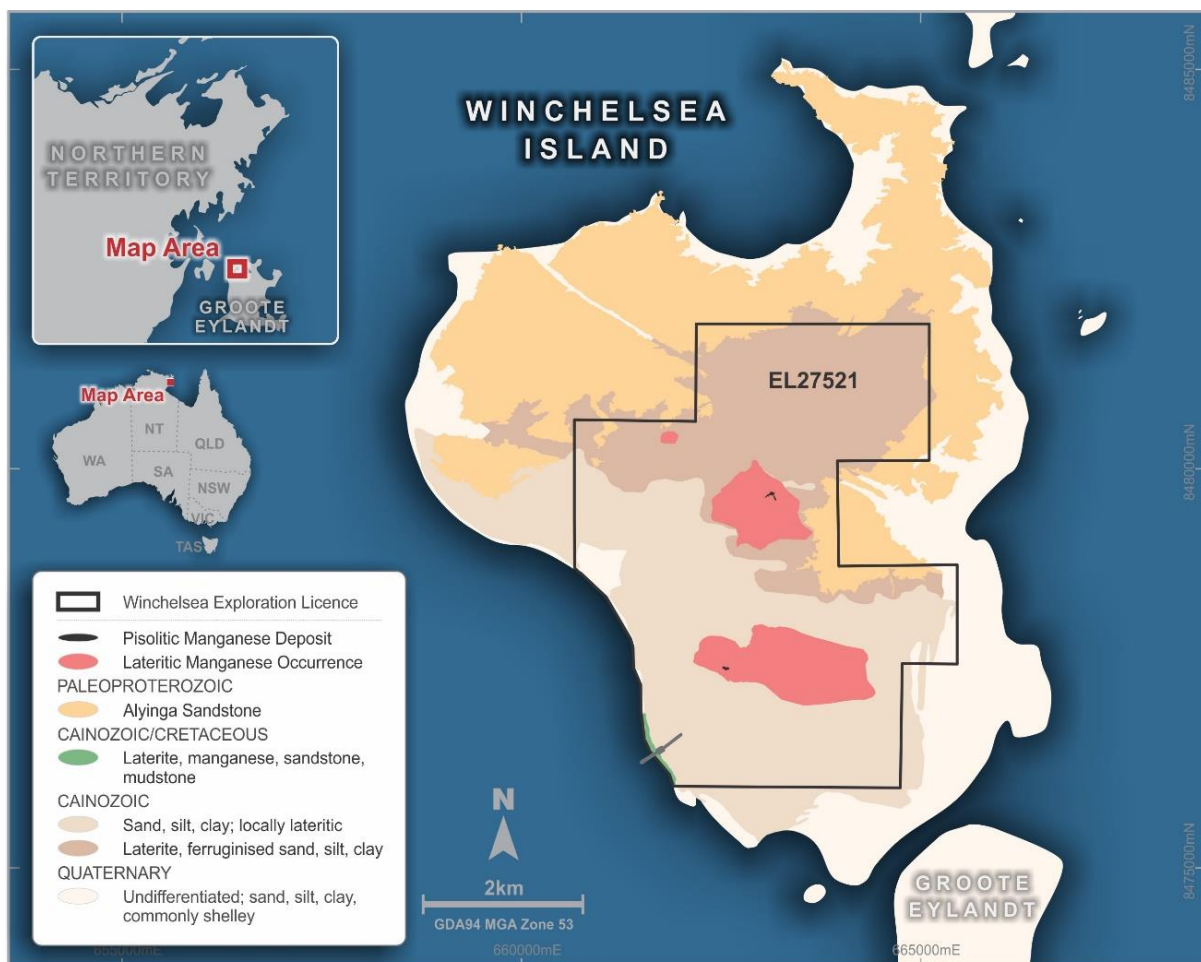 WINCHELSEA
ISLAND
NORTHERN
TERRITORY
Map Area
GROOTE
EYLANDT
Map Area
NT
QLD
WA
SA
NSW
VIC
TAS
EL27521
Winchelsea Exploration Licence
Pisolitic Manganese Deposit
Lateritic Manganese Occurrence
PALEOPROTEROZOIC
Alyinga Sandstone
CAINOZOIC/CRETACEOUS
Laterite, manganese, sandstone,
mudstone
CAINOZOIC
Sand, silt, clay; locally lateritic
Laterite, ferruginised sand, silt, clay
QUATERNARY
Undifferentiated; sand, silt, clay,
commonly shelley
N
2km
GDA94 MGA Zone 53
GROOTE
EYLANDT
8485000mN
8480000mN
8475000mN
655000mE
660000mE
665000mE